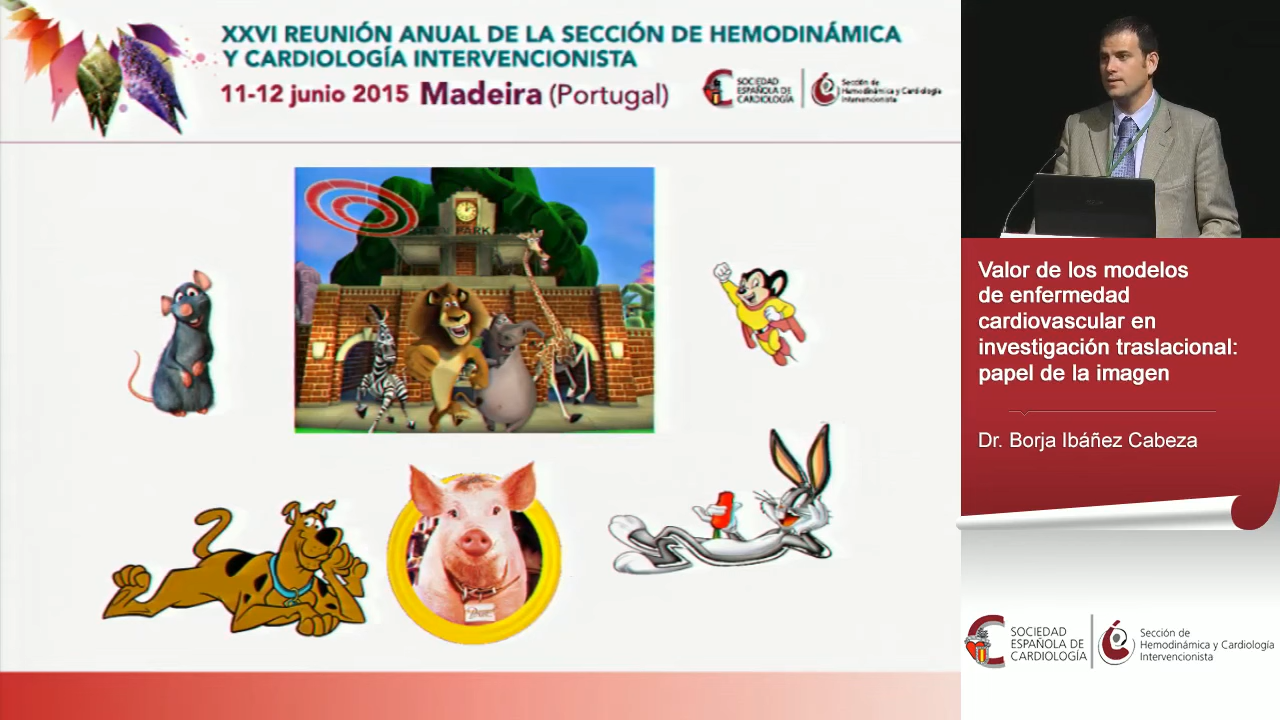 XXVI REUNIÓN ANUAL DE LA SECCIÓN DE HEMODINÁMICA
Y CARDIOLOGÍA INTERVENCIONISTA
11-12 junio 2015 Madeira (Portugal)
SOCIEDAD
ESPAÑOLA DE
CARDIOLOGÍA
Sección de
Hemodinámica y Cardiología
Intervencionista
PARK
Valor de los modelos
de enfermedad
cardiovascular en
investigación traslacional:
papel de la imagen
Dr. Borja Ibáñez Cabeza
SOCIEDAD
ESPAÑOLA DE
CARDIOLOGÍA
Sección de
Hemodinámica y Cardiología
Intervencionista